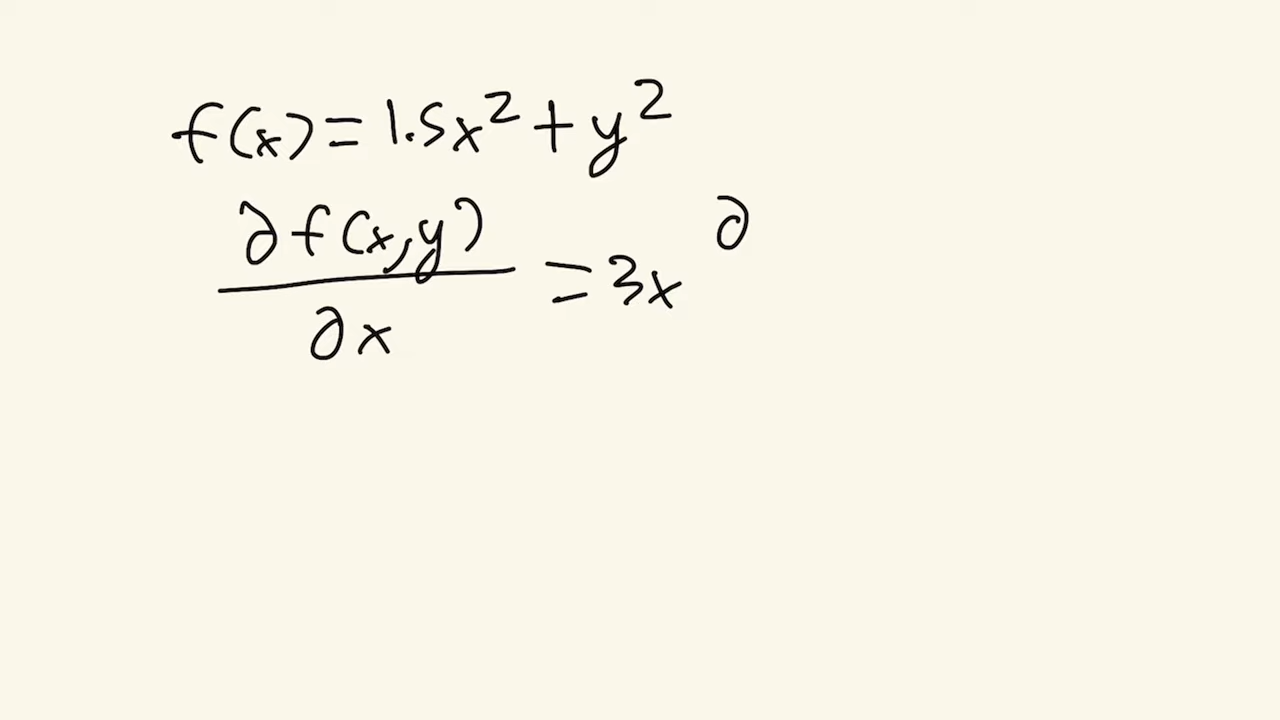 f(x) = 1.5x² + y²
∂f(x,y) ∂
= 3x
∂x